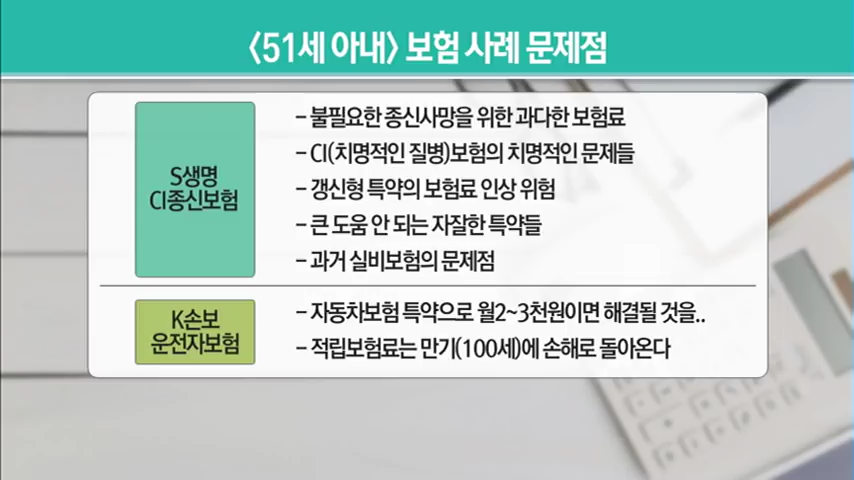 <51세 아내> 보험 사례 문제점
S생명
CI종신보험
- 불필요한 종신사망을 위한 과다한 보험료
- CI(치명적인 질병)보험의 치명적인 문제들
- 갱신형 특약의 보험료 인상 위험
- 큰 도움 안 되는 자잘한 특약들
- 과거 실비보험의 문제점
K손보
운전자보험
- 자동차보험 특약으로 월2~3천원이면 해결될 것을..
- 적립보험료는 만기(100세)에 손해로 돌아온다